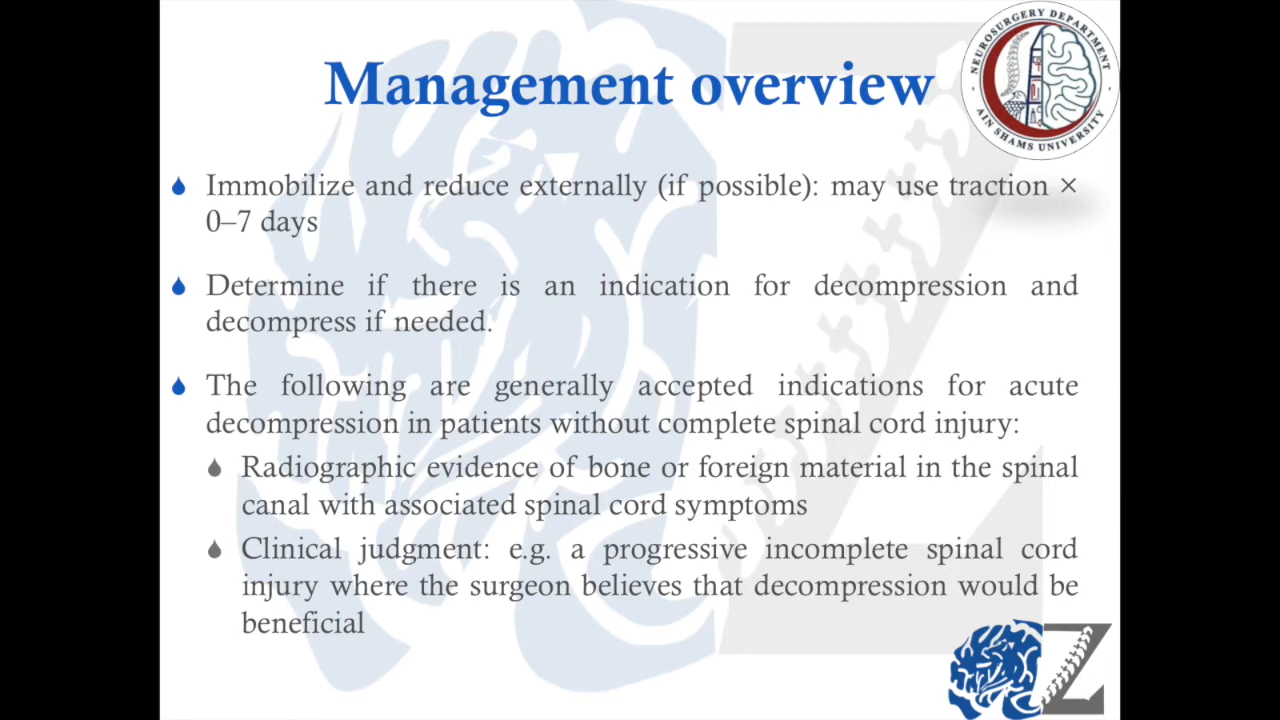 Management overview
NEUROSURGERY DEPARTMENT
AIN SHAMS UNIVERSITY
Immobilize and reduce externally (if possible): may use traction ×
0–7 days
Determine if there is an indication for decompression and
decompress if needed.
The following are generally accepted indications for acute
decompression in patients without complete spinal cord injury:
Radiographic evidence of bone or foreign material in the spinal
canal with associated spinal cord symptoms
Clinical judgment: e.g. a progressive incomplete spinal cord
injury where the surgeon believes that decompression would be
beneficial
Z